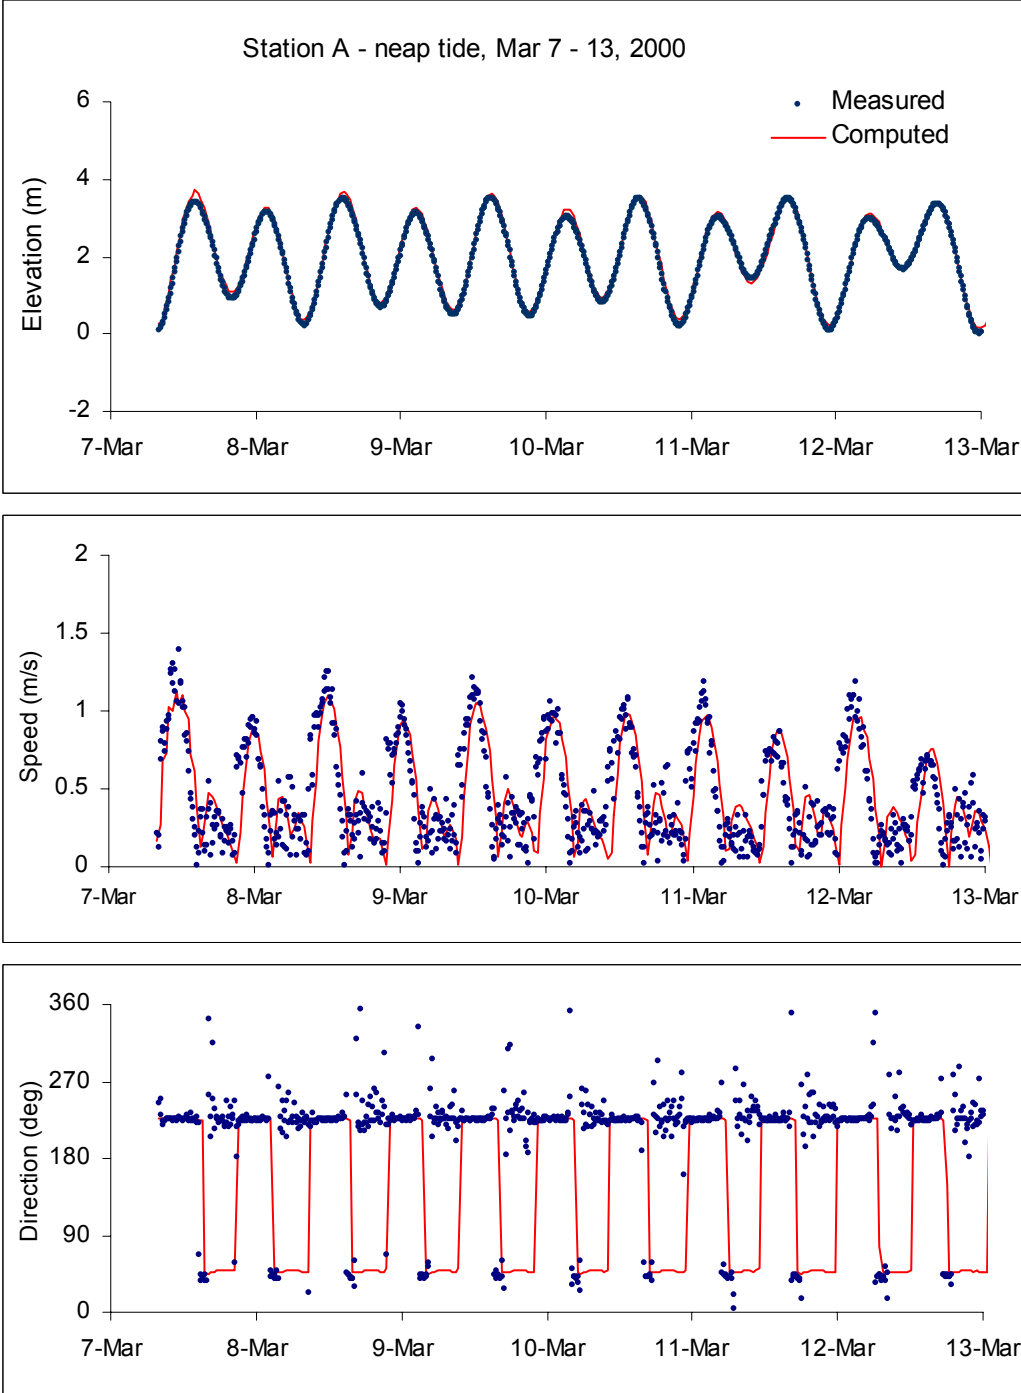 Station A - neap tide, Mar 7 - 13, 2000
6
Measured
Computed
4
Elevation (m)
2
0
-2
7-Mar 8-Mar 9-Mar 10-Mar 11-Mar 12-Mar 13-Mar
2
1.5
Speed (m/s)
1
0.5
0
7-Mar 8-Mar 9-Mar 10-Mar 11-Mar 12-Mar 13-Mar
360
270
Direction (deg)
180
90
0
7-Mar 8-Mar 9-Mar 10-Mar 11-Mar 12-Mar 13-Mar